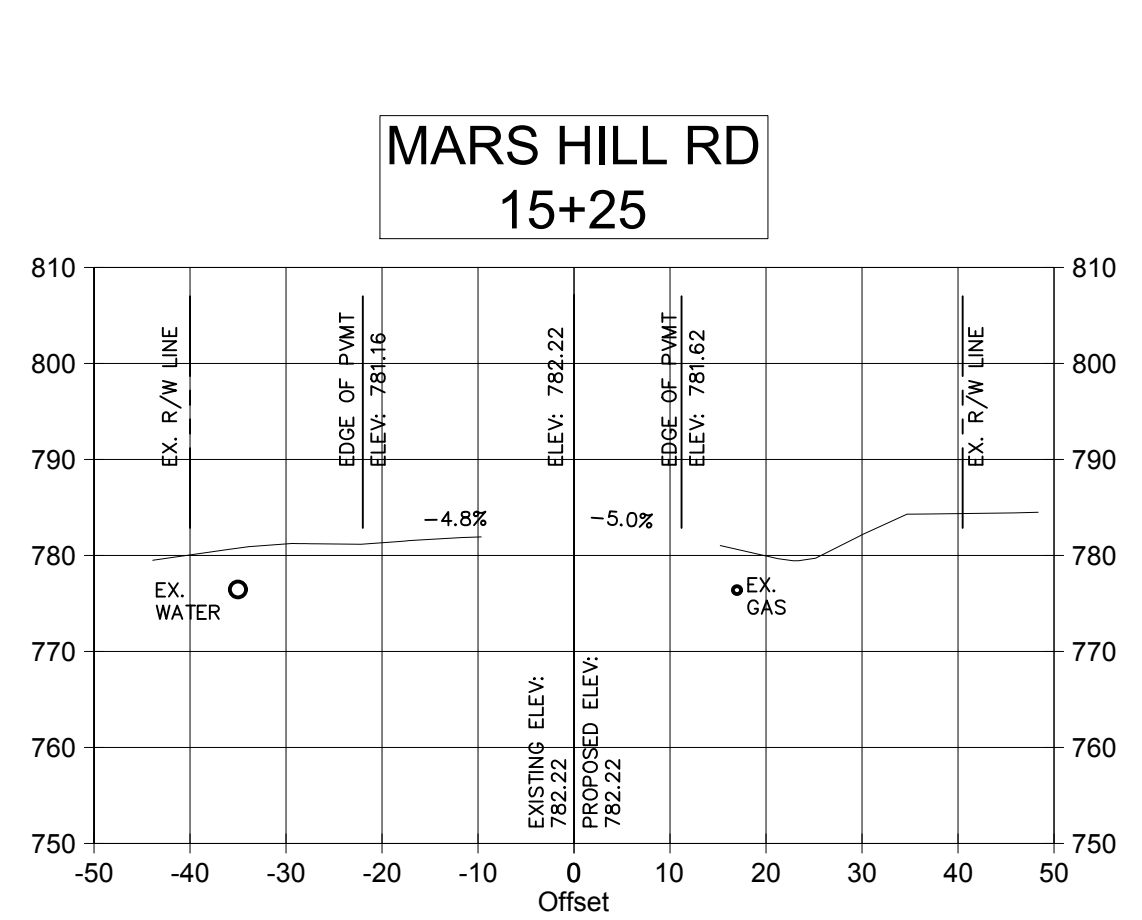 MARS HILL RD
15+25
810
810
EX. R/W LINE
EDGE OF PVMT
ELEV: 781.16
ELEV: 782.22
EDGE OF PVMT
ELEV: 781.62
EX. R/W LINE
800
800
790
790
-4.8%
-5.0%
780
780
EX.
WATER
EX.
GAS
770
770
EXISTING ELEV:
782.22
PROPOSED ELEV:
782.22
760
760
750
750
-50 -40 -30 -20 -10 0 10 20 30 40 50
Offset